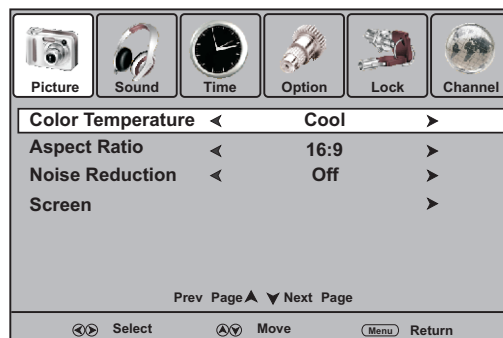 Picture Sound Time Option Lock Channel
Color Temperature Cool
Aspect Ratio 16:9
Noise Reduction Off
Screen
Prev Page Next Page
Select Move Menu Return